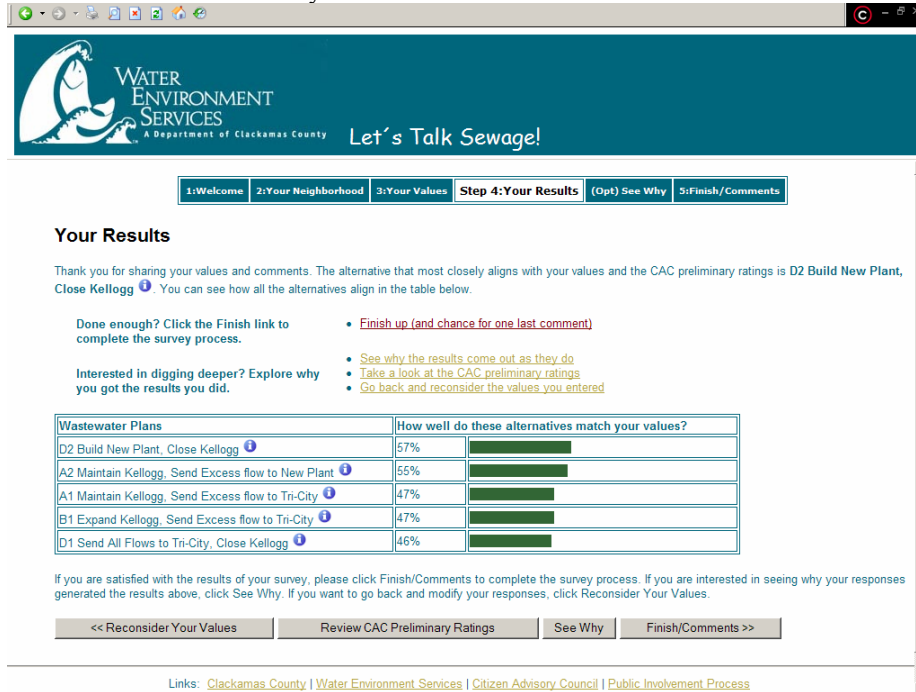 WATER
ENVIRONMENT
SERVICES
A Department of Clackamas County
Let´s Talk Sewage!
1:Welcome 2:Your Neighborhood 3:Your Values Step 4:Your Results (Opt) See Why 5:Finish/Comments
Your Results
Thank you for sharing your values and comments. The alternative that most closely aligns with your values and the CAC preliminary ratings is D2 Build New Plant,
Close Kellogg i. You can see how all the alternatives align in the table below.
Done enough? Click the Finish link to
complete the survey process.
• Finish up (and chance for one last comment)
Interested in digging deeper? Explore why
you got the results you did.
• See why the results come out as they do
• Take a look at the CAC preliminary ratings
• Go back and reconsider the values you entered
Wastewater Plans How well do these alternatives match your values?
D2 Build New Plant, Close Kellogg i 57%
A2 Maintain Kellogg, Send Excess flow to New Plant i 55%
A1 Maintain Kellogg, Send Excess flow to Tri-City i 47%
B1 Expand Kellogg, Send Excess flow to Tri-City i 47%
D1 Send All Flows to Tri-City, Close Kellogg i 46%
If you are satisfied with the results of your survey, please click Finish/Comments to complete the survey process. If you are interested in seeing why your responses
generated the results above, click See Why. If you want to go back and modify your responses, click Reconsider Your Values.
<< Reconsider Your Values Review CAC Preliminary Ratings See Why Finish/Comments >>
Links: Clackamas County | Water Environment Services | Citizen Advisory Council | Public Involvement Process